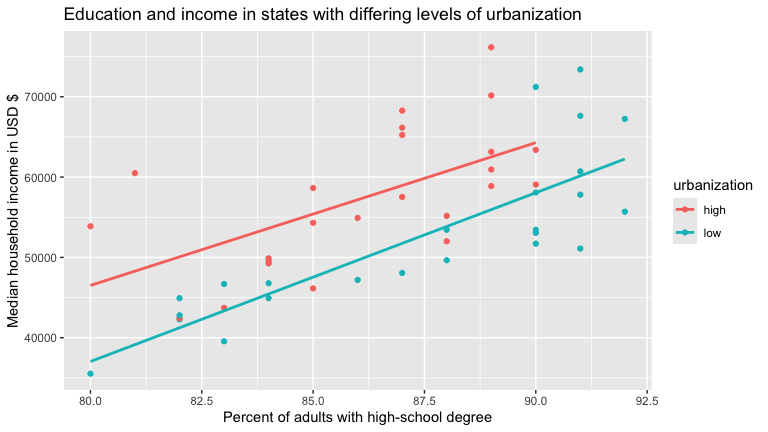 Education and income in states with differing levels of urbanization
Median household income in USD $
70000
60000
50000
40000
80.0 82.5 85.0 87.5 90.0 92.5
Percent of adults with high-school degree
urbanization
high
low